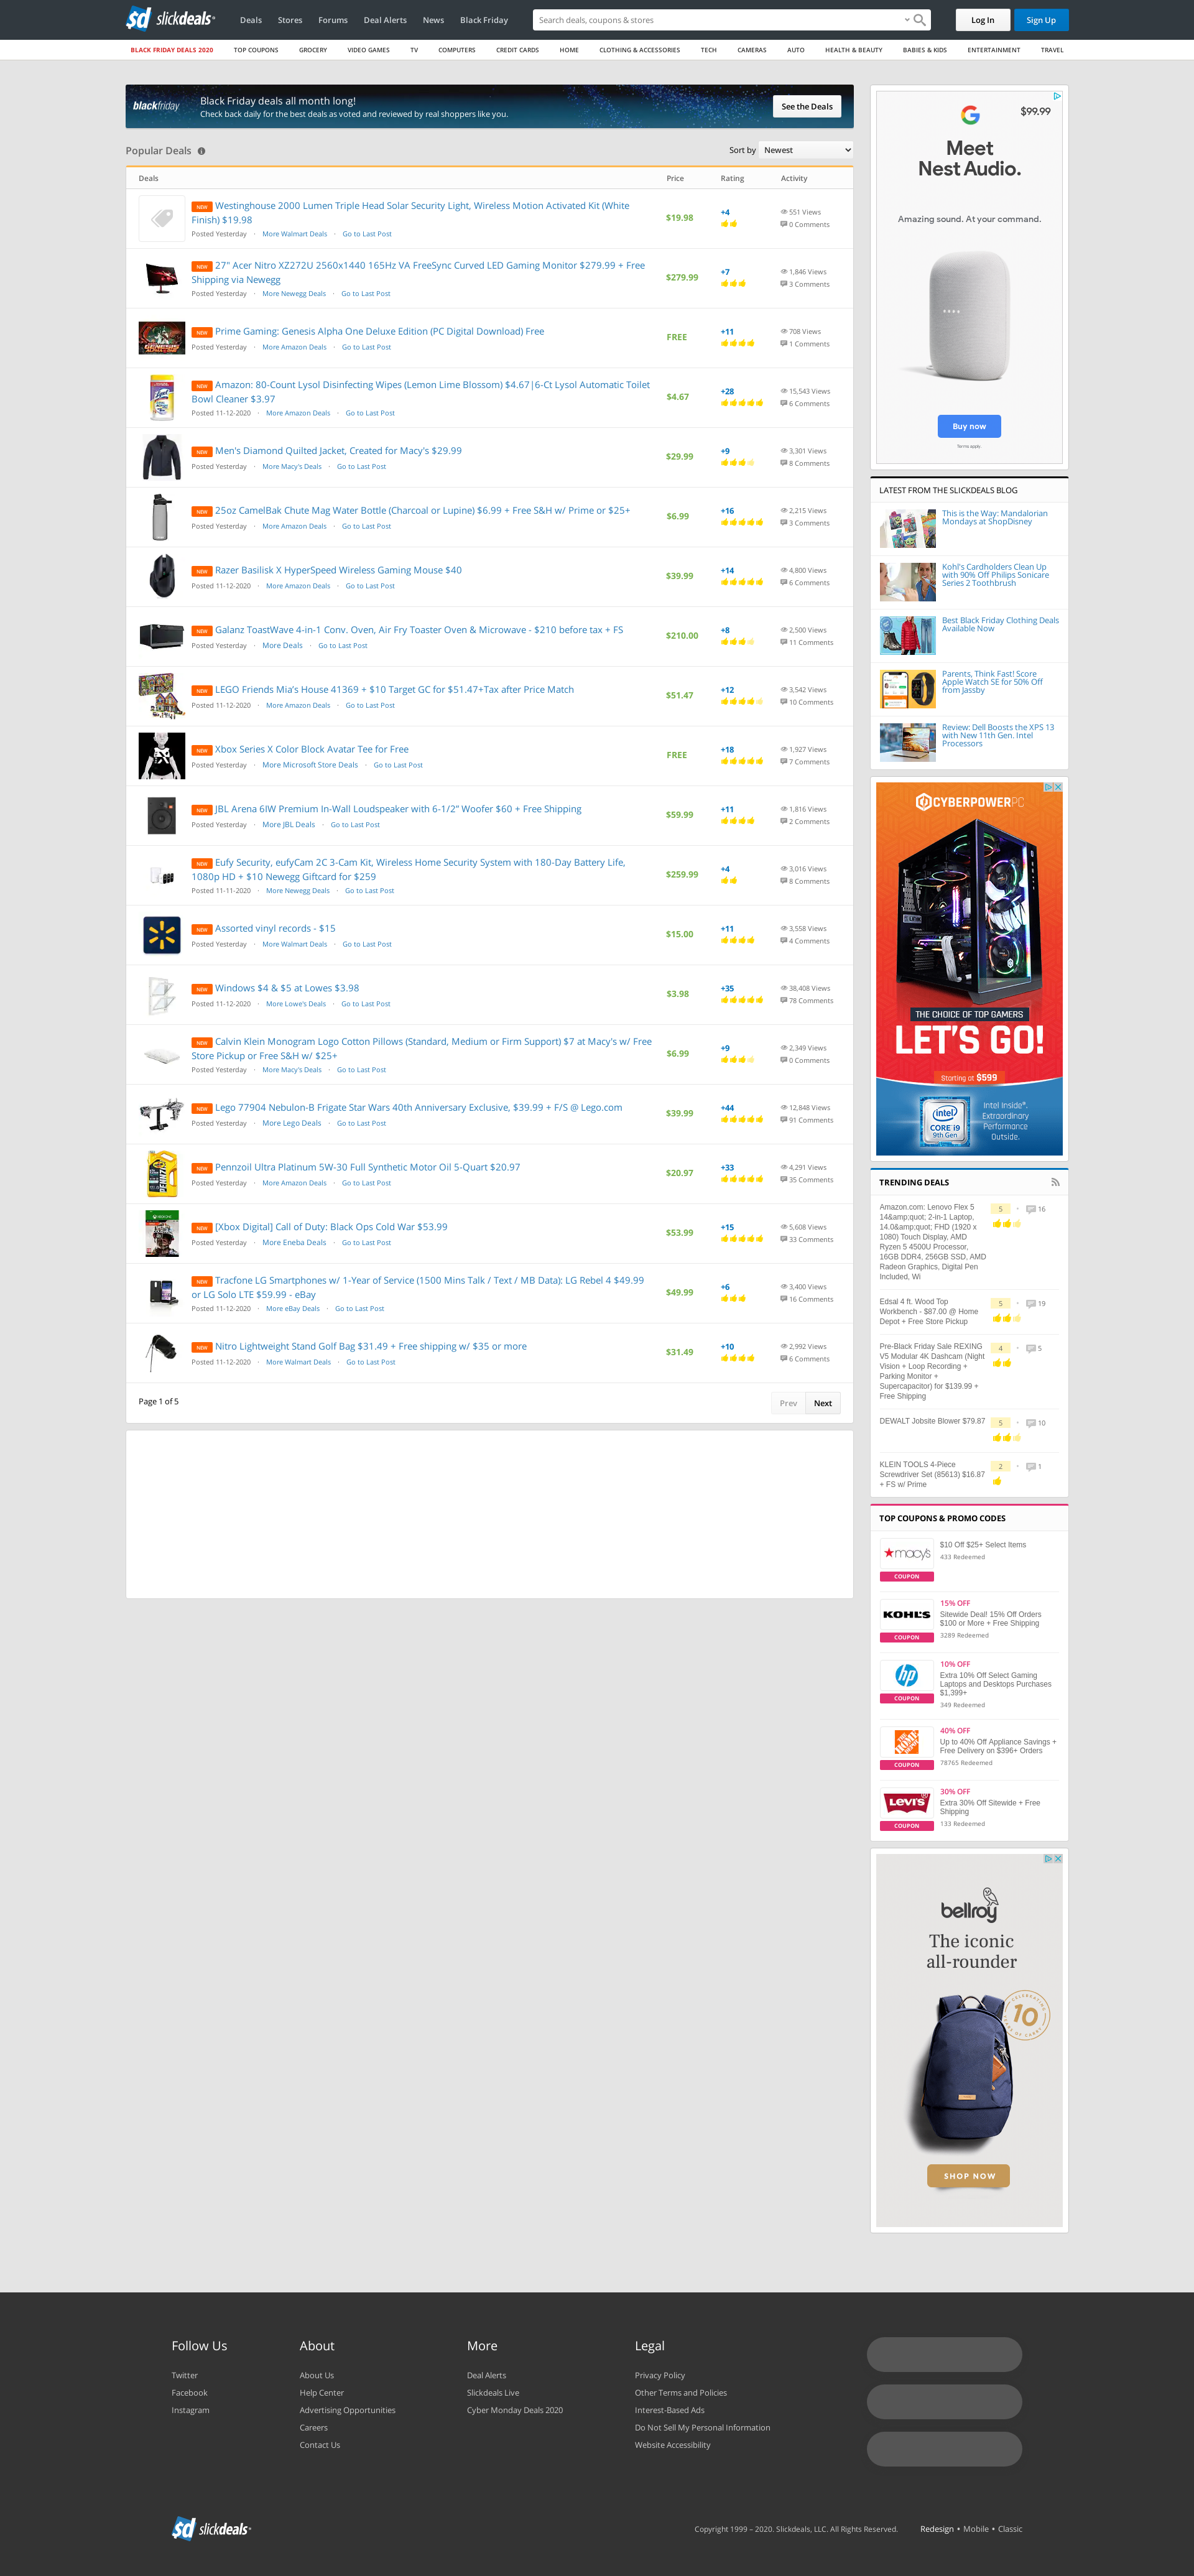 sd slickdeals
Deals Stores Forums Deal Alerts News Black Friday
Search deals, coupons & stores
Log In
Sign Up
BLACK FRIDAY DEALS 2020 TOP COUPONS GROCERY VIDEO GAMES TV COMPUTERS CREDIT CARDS HOME CLOTHING & ACCESSORIES TECH CAMERAS AUTO HEALTH & BEAUTY BABIES & KIDS ENTERTAINMENT TRAVEL
blackfriday
Black Friday deals all month long!
Check back daily for the best deals as voted and reviewed by real shoppers like you.
See the Deals
Popular Deals
Sort by Newest
Deals Price Rating Activity
NEW Westinghouse 2000 Lumen Triple Head Solar Security Light, Wireless Motion Activated Kit (White
Finish) $19.98
Posted Yesterday · More Walmart Deals · Go to Last Post
$19.98
+4
551 Views
0 Comments
NEW 27" Acer Nitro XZ272U 2560x1440 165Hz VA FreeSync Curved LED Gaming Monitor $279.99 + Free
Shipping via Newegg
Posted Yesterday · More Newegg Deals · Go to Last Post
$279.99
+7
1,846 Views
3 Comments
NEW Prime Gaming: Genesis Alpha One Deluxe Edition (PC Digital Download) Free
Posted Yesterday · More Amazon Deals · Go to Last Post
FREE
+11
708 Views
1 Comments
NEW Amazon: 80-Count Lysol Disinfecting Wipes (Lemon Lime Blossom) $4.67|6-Ct Lysol Automatic Toilet
Bowl Cleaner $3.97
Posted 11-12-2020 · More Amazon Deals · Go to Last Post
$4.67
+28
15,543 Views
6 Comments
NEW Men's Diamond Quilted Jacket, Created for Macy's $29.99
Posted Yesterday · More Macy's Deals · Go to Last Post
$29.99
+9
3,301 Views
8 Comments
NEW 25oz CamelBak Chute Mag Water Bottle (Charcoal or Lupine) $6.99 + Free S&H w/ Prime or $25+
Posted Yesterday · More Amazon Deals · Go to Last Post
$6.99
+16
2,215 Views
3 Comments
NEW Razer Basilisk X HyperSpeed Wireless Gaming Mouse $40
Posted 11-12-2020 · More Amazon Deals · Go to Last Post
$39.99
+14
4,800 Views
6 Comments
NEW Galanz ToastWave 4-in-1 Conv. Oven, Air Fry Toaster Oven & Microwave - $210 before tax + FS
Posted Yesterday · More Deals · Go to Last Post
$210.00
+8
2,500 Views
11 Comments
NEW LEGO Friends Mia's House 41369 + $10 Target GC for $51.47+Tax after Price Match
Posted 11-12-2020 · More Amazon Deals · Go to Last Post
$51.47
+12
3,542 Views
10 Comments
NEW Xbox Series X Color Block Avatar Tee for Free
Posted Yesterday · More Microsoft Store Deals · Go to Last Post
FREE
+18
1,927 Views
7 Comments
NEW JBL Arena 6IW Premium In-Wall Loudspeaker with 6-1/2" Woofer $60 + Free Shipping
Posted Yesterday · More JBL Deals · Go to Last Post
$59.99
+11
1,816 Views
2 Comments
NEW Eufy Security, eufyCam 2C 3-Cam Kit, Wireless Home Security System with 180-Day Battery Life,
1080p HD + $10 Newegg Giftcard for $259
Posted 11-11-2020 · More Newegg Deals · Go to Last Post
$259.99
+4
3,016 Views
8 Comments
NEW Assorted vinyl records - $15
Posted Yesterday · More Walmart Deals · Go to Last Post
$15.00
+11
3,558 Views
4 Comments
NEW Windows $4 & $5 at Lowes $3.98
Posted 11-12-2020 · More Lowe's Deals · Go to Last Post
$3.98
+35
38,408 Views
78 Comments
NEW Calvin Klein Monogram Logo Cotton Pillows (Standard, Medium or Firm Support) $7 at Macy's w/ Free
Store Pickup or Free S&H w/ $25+
Posted Yesterday · More Macy's Deals · Go to Last Post
$6.99
+9
2,349 Views
0 Comments
NEW Lego 77904 Nebulon-B Frigate Star Wars 40th Anniversary Exclusive, $39.99 + F/S @ Lego.com
Posted Yesterday · More Lego Deals · Go to Last Post
$39.99
+44
12,848 Views
91 Comments
NEW Pennzoil Ultra Platinum 5W-30 Full Synthetic Motor Oil 5-Quart $20.97
Posted Yesterday · More Amazon Deals · Go to Last Post
$20.97
+33
4,291 Views
35 Comments
NEW [Xbox Digital] Call of Duty: Black Ops Cold War $53.99
Posted Yesterday · More Eneba Deals · Go to Last Post
$53.99
+15
5,608 Views
33 Comments
NEW Tracfone LG Smartphones w/ 1-Year of Service (1500 Mins Talk / Text / MB Data): LG Rebel 4 $49.99
or LG Solo LTE $59.99 - eBay
Posted 11-12-2020 · More eBay Deals · Go to Last Post
$49.99
+6
3,400 Views
16 Comments
NEW Nitro Lightweight Stand Golf Bag $31.49 + Free shipping w/ $35 or more
Posted 11-12-2020 · More Walmart Deals · Go to Last Post
$31.49
+10
2,992 Views
6 Comments
Page 1 of 5
Prev Next
$99.99
Meet
Nest Audio.
Amazing sound. At your command.
Buy now
Terms apply.
LATEST FROM THE SLICKDEALS BLOG
This is the Way: Mandalorian
Mondays at ShopDisney
Kohl's Cardholders Clean Up
with 90% Off Philips Sonicare
Series 2 Toothbrush
Best Black Friday Clothing Deals
Available Now
Parents, Think Fast! Score
Apple Watch SE for 50% Off
from Jassby
Review: Dell Boosts the XPS 13
with New 11th Gen. Intel
Processors
CYBERPOWERPC
THE CHOICE OF TOP GAMERS
LET'S GO!
Starting at $599
intel
CORE i9
9th Gen
Intel Inside®.
Extraordinary
Performance
Outside.
TRENDING DEALS
Amazon.com: Lenovo Flex 5
14&amp;quot; 2-in-1 Laptop,
14.0&amp;quot; FHD (1920 x
1080) Touch Display, AMD
Ryzen 5 4500U Processor,
16GB DDR4, 256GB SSD, AMD
Radeon Graphics, Digital Pen
Included, Wi
5 · 16
Edsal 4 ft. Wood Top
Workbench - $87.00 @ Home
Depot + Free Store Pickup
5 · 19
Pre-Black Friday Sale REXING
V5 Modular 4K Dashcam (Night
Vision + Loop Recording +
Parking Monitor +
Supercapacitor) for $139.99 +
Free Shipping
4 · 5
DEWALT Jobsite Blower $79.87
5 · 10
KLEIN TOOLS 4-Piece
Screwdriver Set (85613) $16.87
+ FS w/ Prime
2 · 1
TOP COUPONS & PROMO CODES
macy's
COUPON
$10 Off $25+ Select Items
433 Redeemed
KOHL'S
COUPON
15% OFF
Sitewide Deal! 15% Off Orders
$100 or More + Free Shipping
3289 Redeemed
hp
COUPON
10% OFF
Extra 10% Off Select Gaming
Laptops and Desktops Purchases
$1,399+
349 Redeemed
COUPON
40% OFF
Up to 40% Off Appliance Savings +
Free Delivery on $396+ Orders
78765 Redeemed
LEVI'S
COUPON
30% OFF
Extra 30% Off Sitewide + Free
Shipping
133 Redeemed
bellroy
The iconic
all-rounder
CELEBRATING
10
YEARS OF CARRY
SHOP NOW
Follow Us
Twitter
Facebook
Instagram
About
About Us
Help Center
Advertising Opportunities
Careers
Contact Us
More
Deal Alerts
Slickdeals Live
Cyber Monday Deals 2020
Legal
Privacy Policy
Other Terms and Policies
Interest-Based Ads
Do Not Sell My Personal Information
Website Accessibility
sd slickdeals
Copyright 1999 – 2020. Slickdeals, LLC. All Rights Reserved.
Redesign • Mobile • Classic